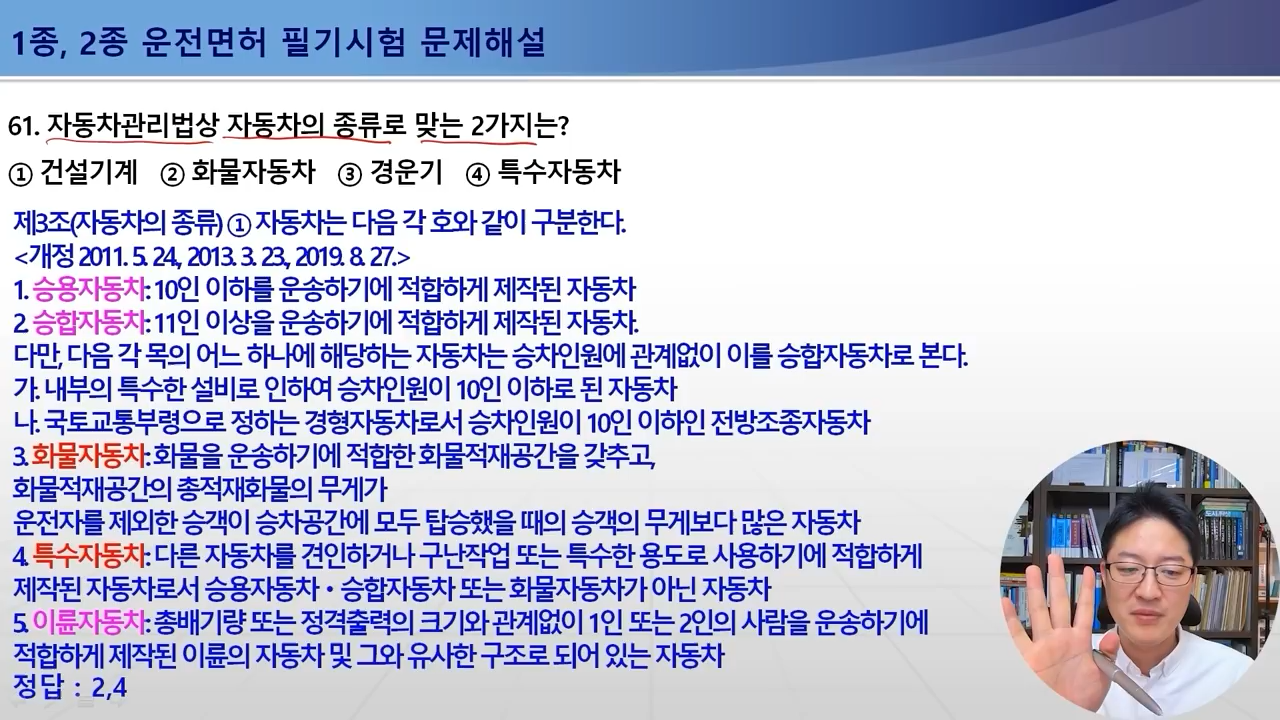 1종, 2종 운전면허 필기시험 문제해설
61. 자동차관리법상 자동차의 종류로 맞는 2가지는?
① 건설기계 ② 화물자동차 ③ 경운기 ④ 특수자동차
제3조(자동차의 종류) ① 자동차는 다음 각 호와 같이 구분한다.
<개정 2011. 5. 24., 2013. 3. 23., 2019. 8. 27.>
1. 승용자동차: 10인 이하를 운송하기에 적합하게 제작된 자동차
2. 승합자동차: 11인 이상을 운송하기에 적합하게 제작된 자동차.
다만, 다음 각 목의 어느 하나에 해당하는 자동차는 승차인원에 관계없이 이를 승합자동차로 본다.
가. 내부의 특수한 설비로 인하여 승차인원이 10인 이하로 된 자동차
나. 국토교통부령으로 정하는 경형자동차로서 승차인원이 10인 이하인 전방조종자동차
3. 화물자동차: 화물을 운송하기에 적합한 화물적재공간을 갖추고,
화물적재공간의 총적재화물의 무게가
운전자를 제외한 승객이 승차공간에 모두 탑승했을 때의 승객의 무게보다 많은 자동차
4. 특수자동차: 다른 자동차를 견인하거나 구난작업 또는 특수한 용도로 사용하기에 적합하게
제작된 자동차로서 승용자동차・승합자동차 또는 화물자동차가 아닌 자동차
5. 이륜자동차: 총배기량 또는 정격출력의 크기와 관계없이 1인 또는 2인의 사람을 운송하기에
적합하게 제작된 이륜의 자동차 및 그와 유사한 구조로 되어 있는 자동차
정답 : 2,4